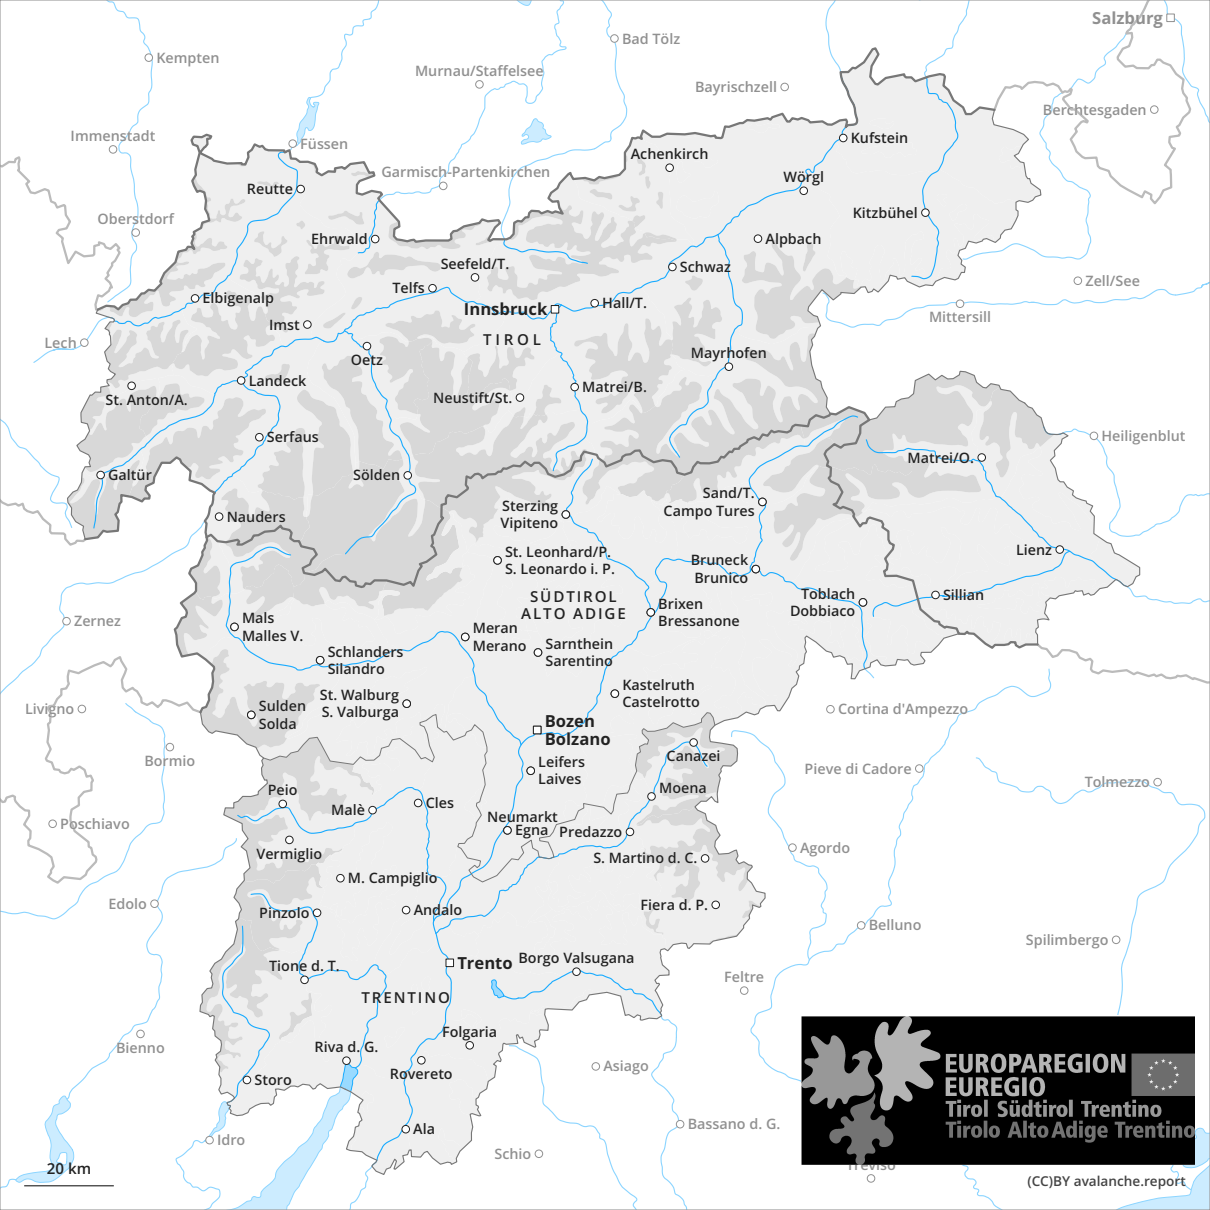 Salzburg
Bad Tölz
Kempten
Murnau/Staffelsee
Bayrischzell
Berchtesgaden
Immenstadt
Kufstein
Füssen
Achenkirch
Garmisch-Partenkirchen
Wörgl
Reutte
Kitzbühel
Oberstdorf
Ehrwald
Alpbach
Seefeld/T.
Schwaz
Zell/See
Telfs
Elbigenalp
Hall/T.
Innsbruck
Mittersill
Imst
TIROL
Lech
Mayrhofen
Oetz
Landeck
Matrei/B.
St. Anton/A.
Neustift/St.
Serfaus
Heiligenblut
Matrei/O.
Galtür
Sölden
Sand/T.
Campo Tures
Sterzing
Vipiteno
Nauders
Lienz
St. Leonhard/P.
S. Leonardo i. P.
Bruneck
Brunico
SÜDTIROL
ALTO ADIGE
Toblach
Dobbiaco
Sillian
Brixen
Bressanone
Zernez
Mals
Malles V.
Meran
Merano
Sarnthein
Sarentino
Schlanders
Silandro
Kastelruth
Castelrotto
St. Walburg
S. Valburga
Livigno
Sulden
Solda
Cortina d'Ampezzo
Bozen
Bolzano
Bormio
Canazei
Leifers
Laives
Pieve di Cadore
Tolmezzo
Peio
Moena
Malè
Cles
Neumarkt
Egna
Predazzo
Poschiavo
Vermiglio
Agordo
S. Martino d. C.
M. Campiglio
Edolo
Pinzolo
Andalo
Fiera d. P.
Belluno
Spilimbergo
Tione d. T.
Trento
Borgo Valsugana
Feltre
TRENTINO
Folgaria
Bienno
Riva d. G.
Asiago
Storo
Rovereto
EUROPAREGION
EUREGIO
Tirol Südtirol Trentino
Tirolo Alto Adige Trentino
Idro
Ala
Bassano d. G.
Schio
Treviso
20 km
(CC)BY avalanche.report